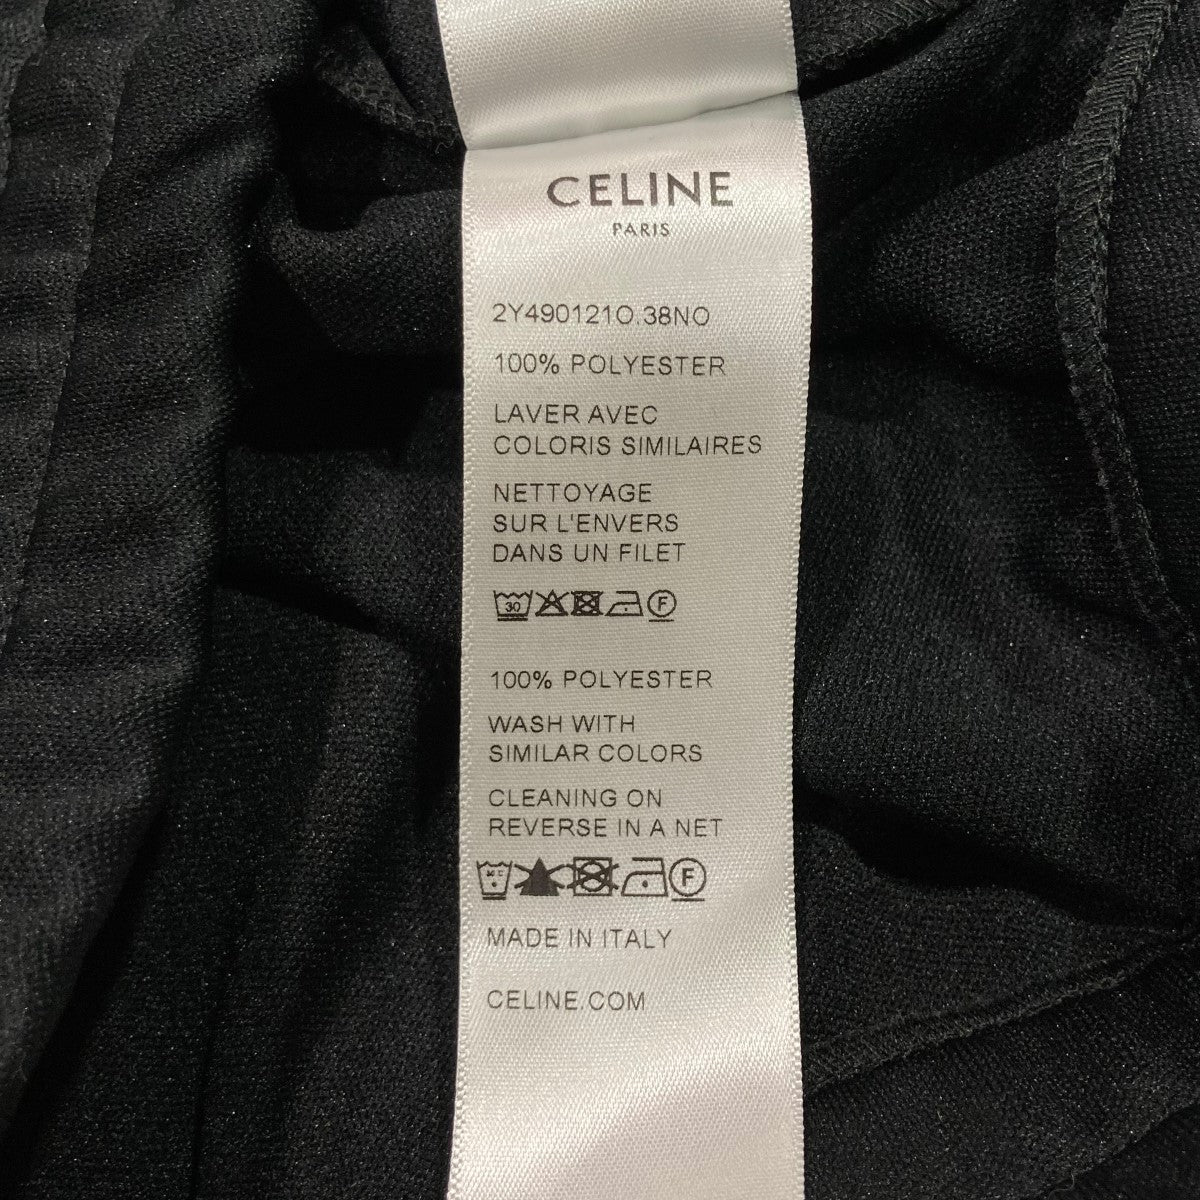 CELINE
PARIS
2Y490121O.38NO
100% POLYESTER
LAVER AVEC
COLORIS SIMILAIRES
NETTOYAGE
SUR L'ENVERS
DANS UN FILET
30 F
100% POLYESTER
WASH WITH
SIMILAR COLORS
CLEANING ON
REVERSE IN A NET
F
MADE IN ITALY
CELINE.COM